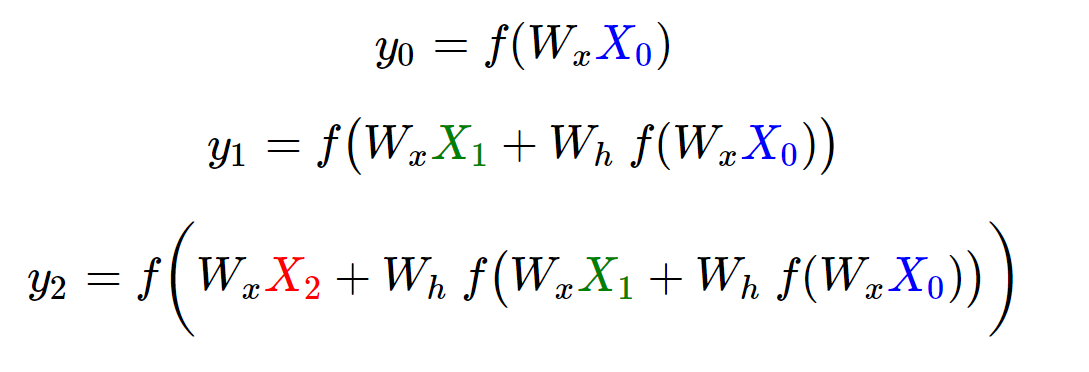 y₀ = f(WₓX₀)
y₁ = f(WₓX₁ + Wₕ f(WₓX₀))
y₂ = f(WₓX₂ + Wₕ f(WₓX₁ + Wₕ f(WₓX₀)))